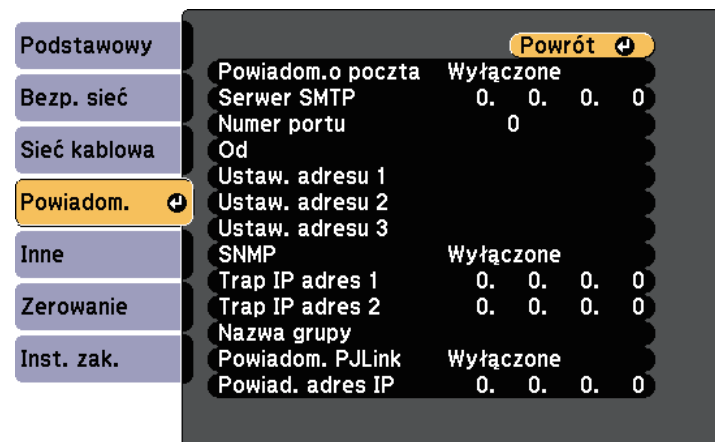 Podstawowy
Bezp. sieć
Sieć kablowa
Powiadom.
Inne
Zerowanie
Inst. zak.
Powrót
Powiadom.o poczta Wyłączone
Serwer SMTP 0. 0. 0. 0
Numer portu 0
Od
Ustaw. adresu 1
Ustaw. adresu 2
Ustaw. adresu 3
SNMP Wyłączone
Trap IP adres 1 0. 0. 0. 0
Trap IP adres 2 0. 0. 0. 0
Nazwa grupy
Powiadom. PJLink Wyłączone
Powiad. adres IP 0. 0. 0. 0